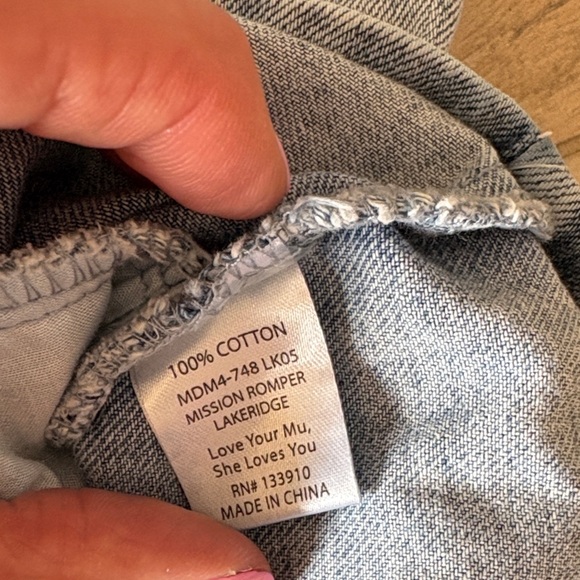 100% COTTON
MDM4-748 LK05
MISSION ROMPER
LAKERIDGE
Love Your Mu,
She Loves You
RN# 133910
MADE IN CHINA